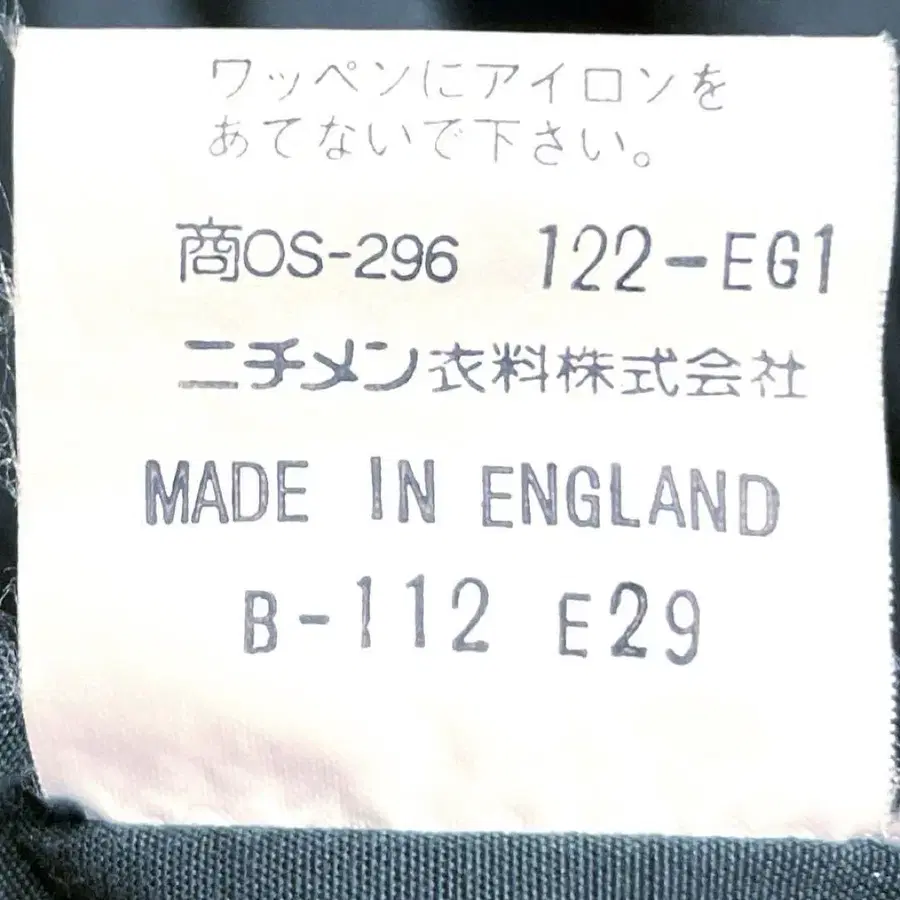 ワッペンにアイロンを
あてないで下さい。
商OS-296 122-EG1
ニチメン衣料株式会社
MADE IN ENGLAND
B-112 E29